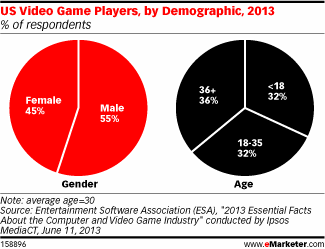 US Video Game Players, by Demographic, 2013
% of respondents
Female
45%
Male
55%
Gender
36+
36%
<18
32%
18-35
32%
Age
Note: average age=30
Source: Entertainment Software Association (ESA), "2013 Essential Facts
About the Computer and Video Game Industry" conducted by Ipsos
MediaCT, June 11, 2013
158896
www.eMarketer.com